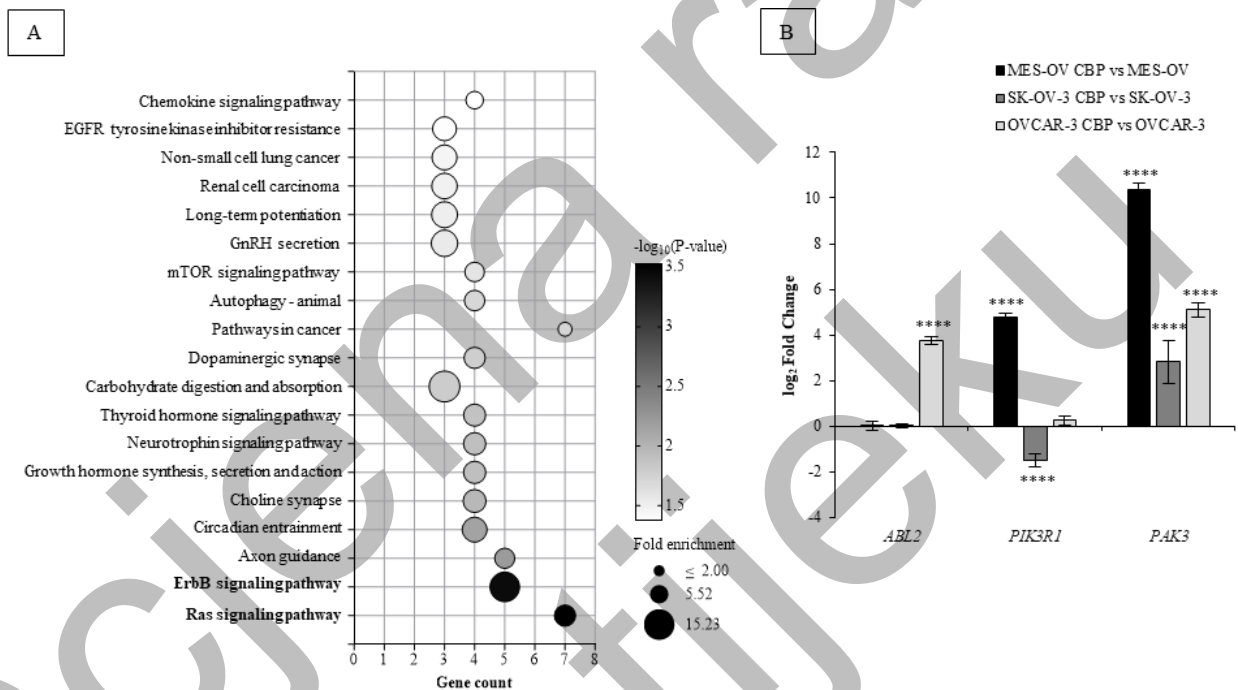 A
Chemokine signaling pathway
EGFR tyrosine kinase inhibitor resistance
Non-small cell lung cancer
Renal cell carcinoma
Long-term potentiation
GnRH secretion
mTOR signaling pathway
Autophagy - animal
Pathways in cancer
Dopaminergic synapse
Carbohydrate digestion and absorption
Thyroid hormone signaling pathway
Neurotrophin signaling pathway
Growth hormone synthesis, secretion and action
Choline synapse
Circadian entrainment
Axon guidance
ErbB signaling pathway
Ras signaling pathway
0 1 2 3 4 5 6 7 8
Gene count
-log10(P-value)
3.5
3
2.5
2
1.5
Fold enrichment
≤ 2.00
5.52
15.23
B
MES-OV CBP vs MES-OV
SK-OV-3 CBP vs SK-OV-3
OVCAR-3 CBP vs OVCAR-3
log2 Fold Change
12
10
8
6
4
2
0
-2
-4
****
****
****
****
****
****
ABL2 PIK3R1 PAK3
tijeku